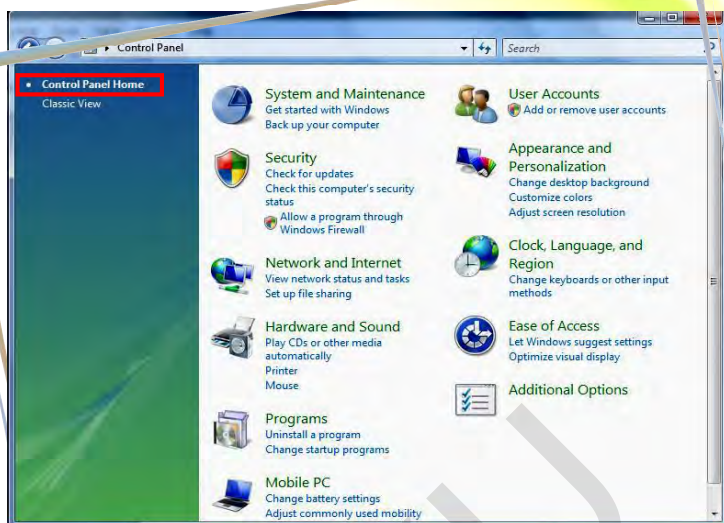 Control Panel
Search
Control Panel Home
Classic View
System and Maintenance
Get started with Windows
Back up your computer
Security
Check for updates
Check this computer's security
status
Allow a program through
Windows Firewall
Network and Internet
View network status and tasks
Set up file sharing
Hardware and Sound
Play CDs or other media
automatically
Printer
Mouse
Programs
Uninstall a program
Change startup programs
Mobile PC
Change battery settings
Adjust commonly used mobility
User Accounts
Add or remove user accounts
Appearance and
Personalization
Change desktop background
Customize colors
Adjust screen resolution
Clock, Language, and
Region
Change keyboards or other input
methods
Ease of Access
Let Windows suggest settings
Optimize visual display
Additional Options